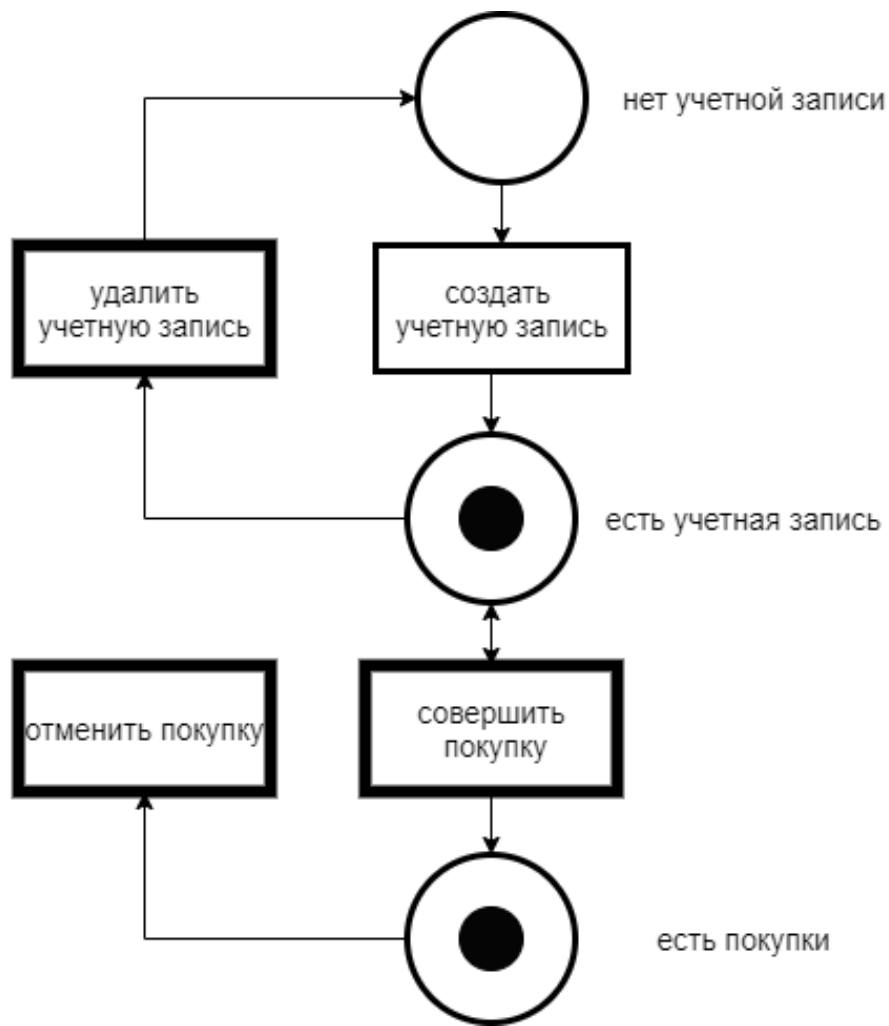 нет учетной записи
удалить
учетную запись
создать
учетную запись
есть учетная запись
отменить покупку
совершить
покупку
есть покупки